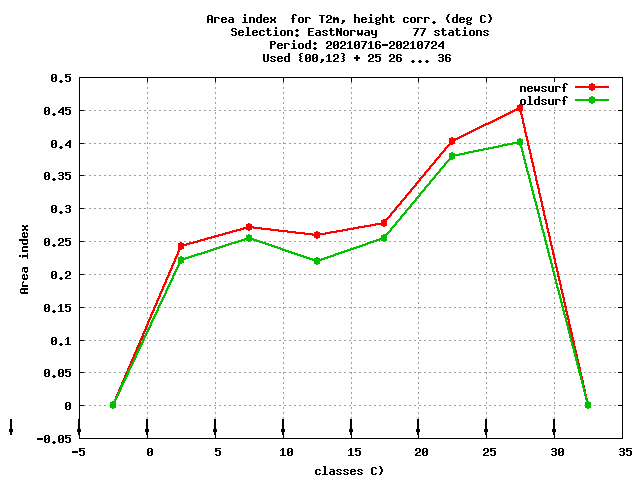 Area index  for T2m, height corr. (deg C)
Selection: EastNorway     77 stations
Period: 20210716-20210724
Used {00,12} + 25 26 ... 36
newsurf
oldsurf
0.5
0.45
0.4
0.35
0.3
0.25
0.2
0.15
0.1
0.05
0
-0.05
Area index
-5 0 5 10 15 20 25 30 35
classes C)